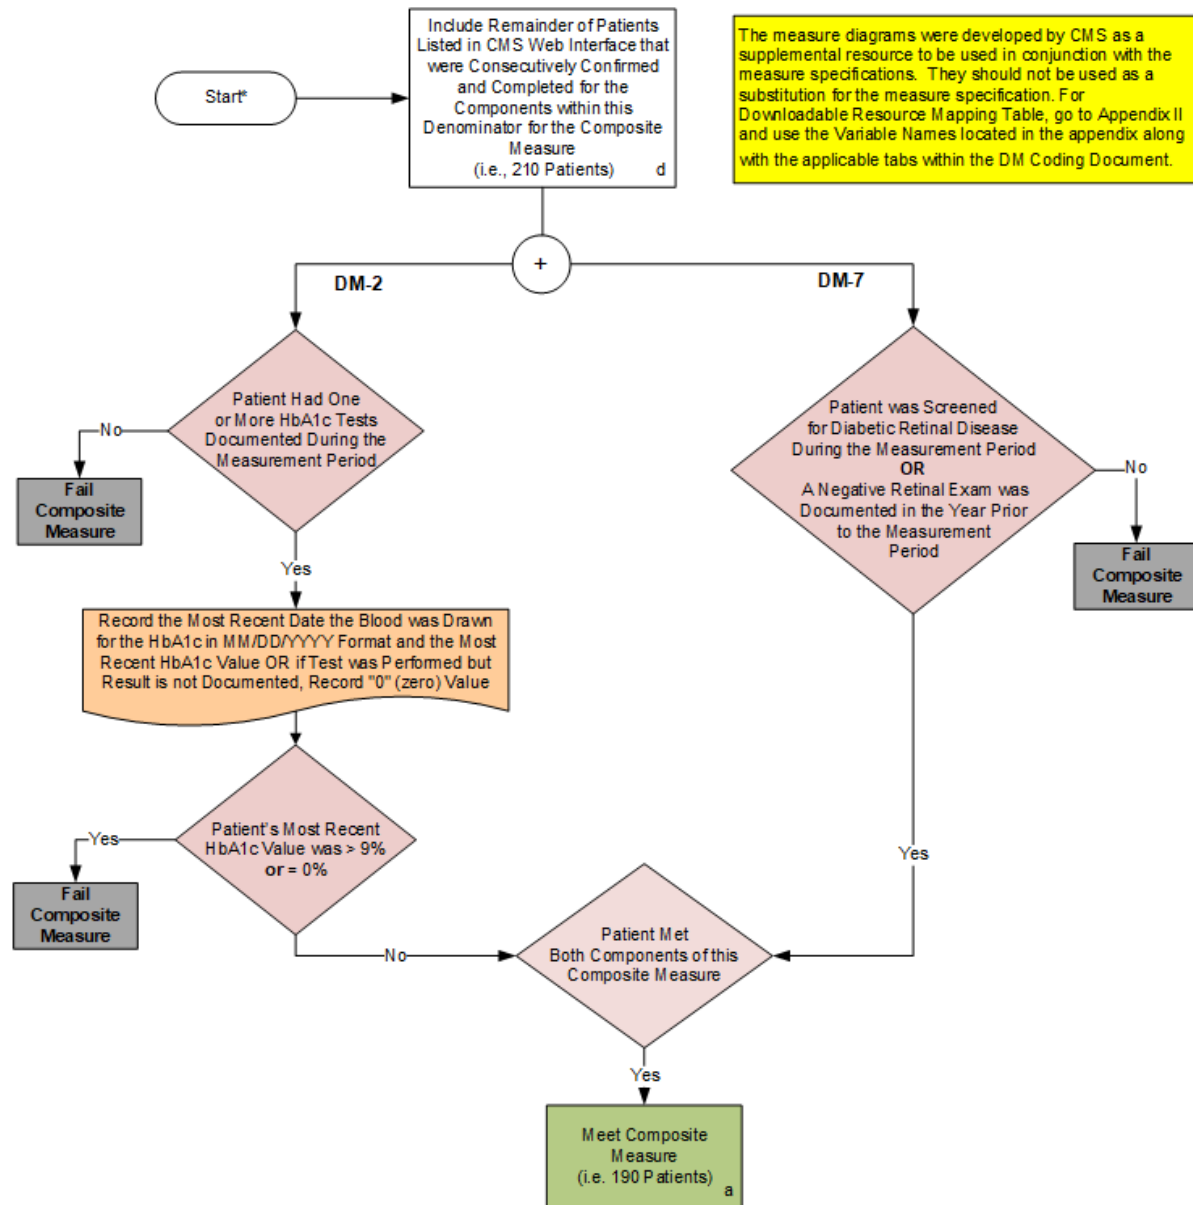 Start*
Include Remainder of Patients
Listed in CMS Web Interface that
were Consecutively Confirmed
and Completed for the
Components within this
Denominator for the Composite
Measure
(i.e., 210 Patients)
d
The measure diagrams were developed by CMS as a
supplemental resource to be used in conjunction with the
measure specifications. They should not be used as a
substitution for the measure specification. For
Downloadable Resource Mapping Table, go to Appendix II
and use the Variable Names located in the appendix along
with the applicable tabs within the DM Coding Document.
+
DM-2
DM-7
Patient Had One
or More HbA1c Tests
Documented During the
Measurement Period
No
Fail
Composite
Measure
Yes
Record the Most Recent Date the Blood was Drawn
for the HbA1c in MM/DD/YYYY Format and the Most
Recent HbA1c Value OR if Test was Performed but
Result is not Documented, Record "0" (zero) Value
Patient's Most Recent
HbA1c Value was > 9%
or = 0%
Yes
Fail
Composite
Measure
No
Patient was Screened
for Diabetic Retinal Disease
During the Measurement Period
OR
A Negative Retinal Exam was
Documented in the Year Prior
to the Measurement
Period
No
Fail
Composite
Measure
Yes
Patient Met
Both Components of this
Composite Measure
Yes
Meet Composite
Measure
(i.e. 190 Patients)
a